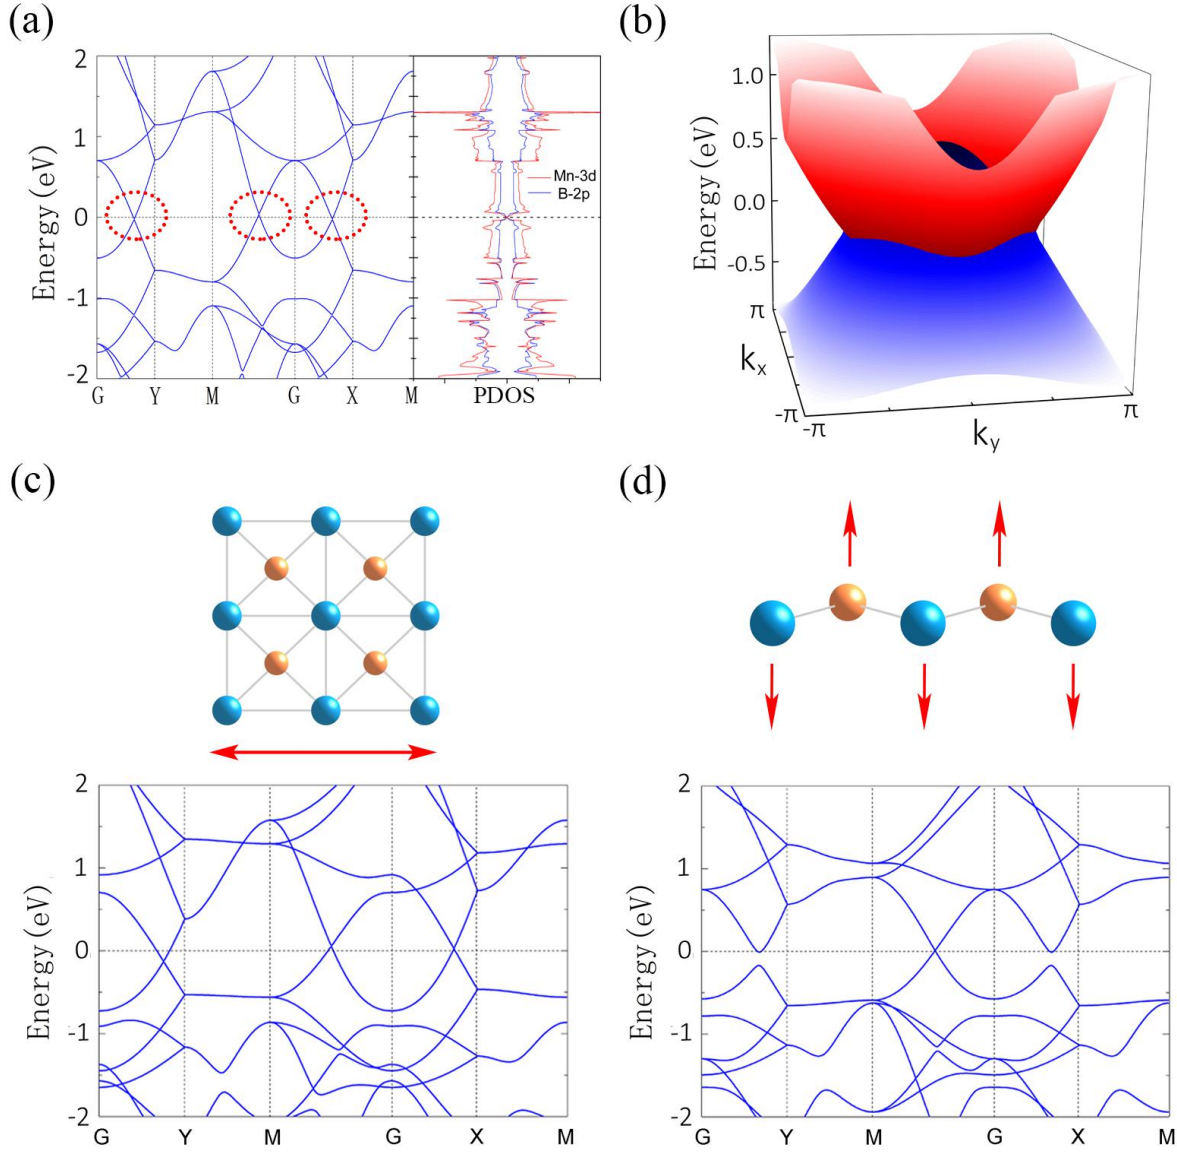 (a)
2
1
0
-1
-2
Energy(eV)
Mn-3d
B-2p
G Y M G X M
PDOS
(b)
1.0
0.5
0.0
-0.5
Energy(eV)
π
kx
-π
-π
π
ky
(c)
2
1
0
-1
-2
Energy(eV)
G Y M G X M
(d)
2
1
0
-1
-2
Energy(eV)
G Y M G X M